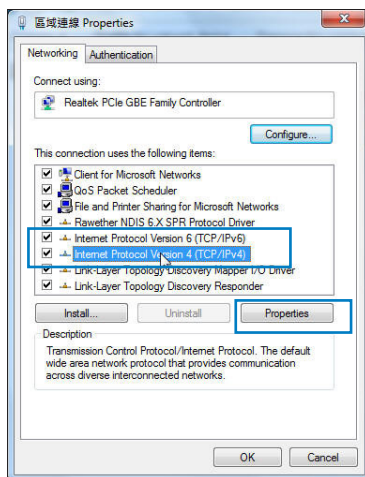 區域連線 Properties
Networking
Authentication
Connect using:
Realtek PCIe GBE Family Controller
Configure...
This connection uses the following items:
Client for Microsoft Networks
QoS Packet Scheduler
File and Printer Sharing for Microsoft Networks
Rawether NDIS 6.X SPR Protocol Driver
Internet Protocol Version 6 (TCP/IPv6)
Internet Protocol Version 4 (TCP/IPv4)
Link-Layer Topology Discovery Mapper I/O Driver
Link-Layer Topology Discovery Responder
Install...
Uninstall
Properties
Description
Transmission Control Protocol/Internet Protocol. The default
wide area network protocol that provides communication
across diverse interconnected networks.
OK
Cancel